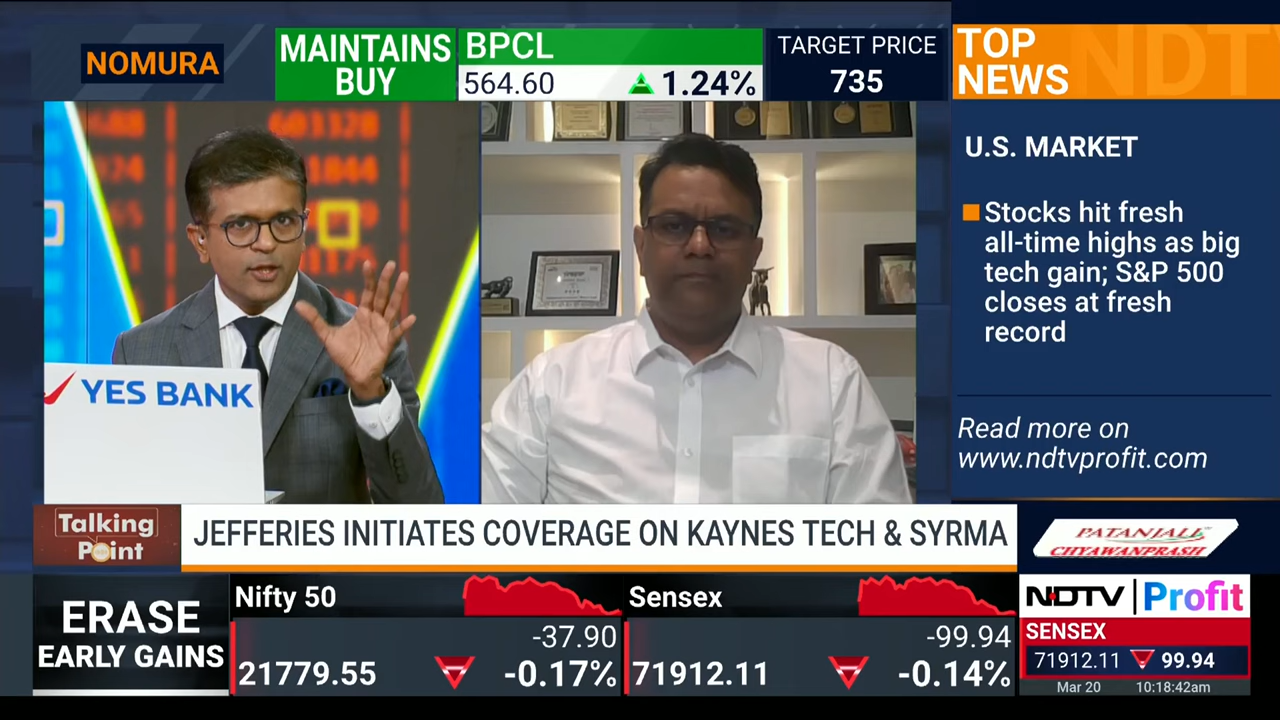 NOMURA
MAINTAINS
BUY
BPCL
564.60
1.24%
TARGET PRICE
735
TOP
NEWS
U.S. MARKET
Stocks hit fresh
all-time highs as big
tech gain; S&P 500
closes at fresh
record
Read more on
www.ndtvprofit.com
YES BANK
Talking
Point
JEFFERIES INITIATES COVERAGE ON KAYNES TECH & SYRMA
PATANJALI
CHYAWANPRASH
ERASE
EARLY GAINS
Nifty 50
-37.90
21779.55
-0.17%
Sensex
-99.94
71912.11
-0.14%
NDTV Profit
SENSEX
71912.11
99.94
Mar 20
10:18:42am